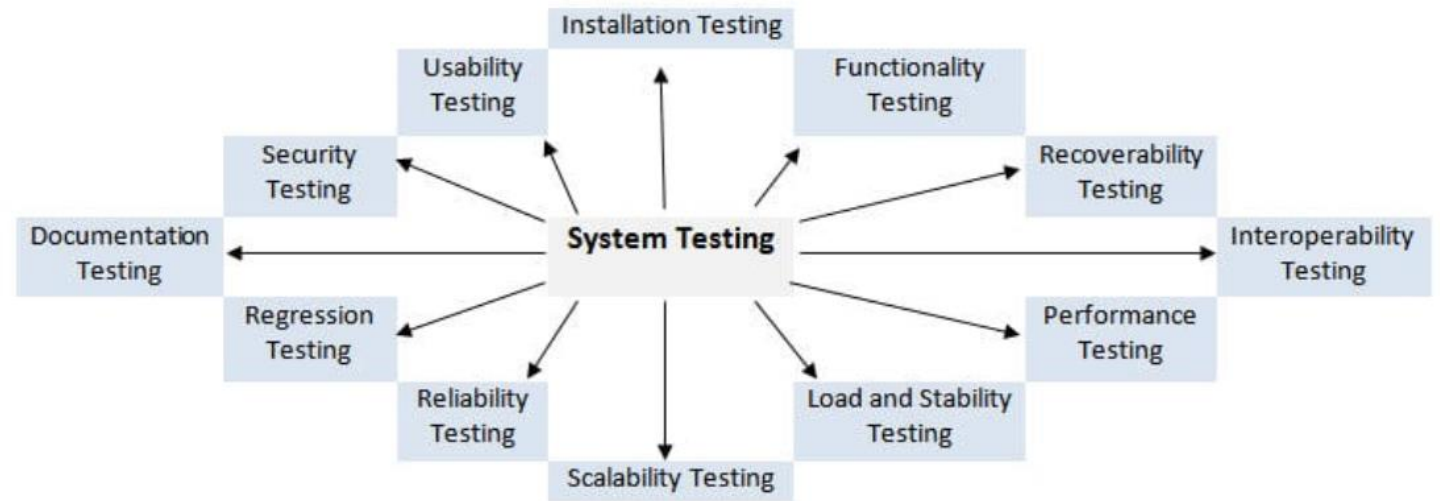 Installation Testing
Usability
Testing
Functionality
Testing
Security
Testing
Recoverability
Testing
Documentation
Testing
System Testing
Interoperability
Testing
Regression
Testing
Performance
Testing
Reliability
Testing
Load and Stability
Testing
Scalability Testing